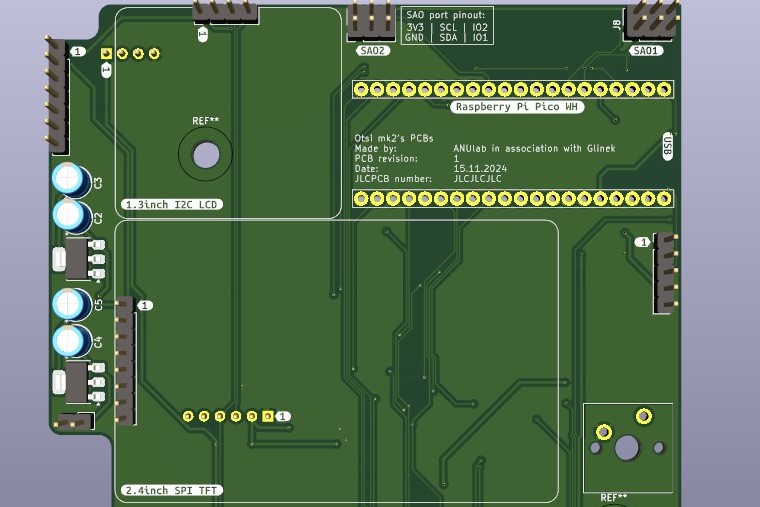 SAO port pinout:
3V3 | SCL | IO2
GND | SDA | IO1
J8
1
SAO2
SAO1
1
1
Raspberry Pi Pico WH
REF**
Otsi mk2's PCBs
Made by: ANUlab in association with Glinek
PCB revision: 1
Date: 15.11.2024
JLCPCB number: JLCJLCJLC
USB
C3
1.3inch I2C LCD
C2
1
C5
1
C4
1
2.4inch SPI TFT
REF**